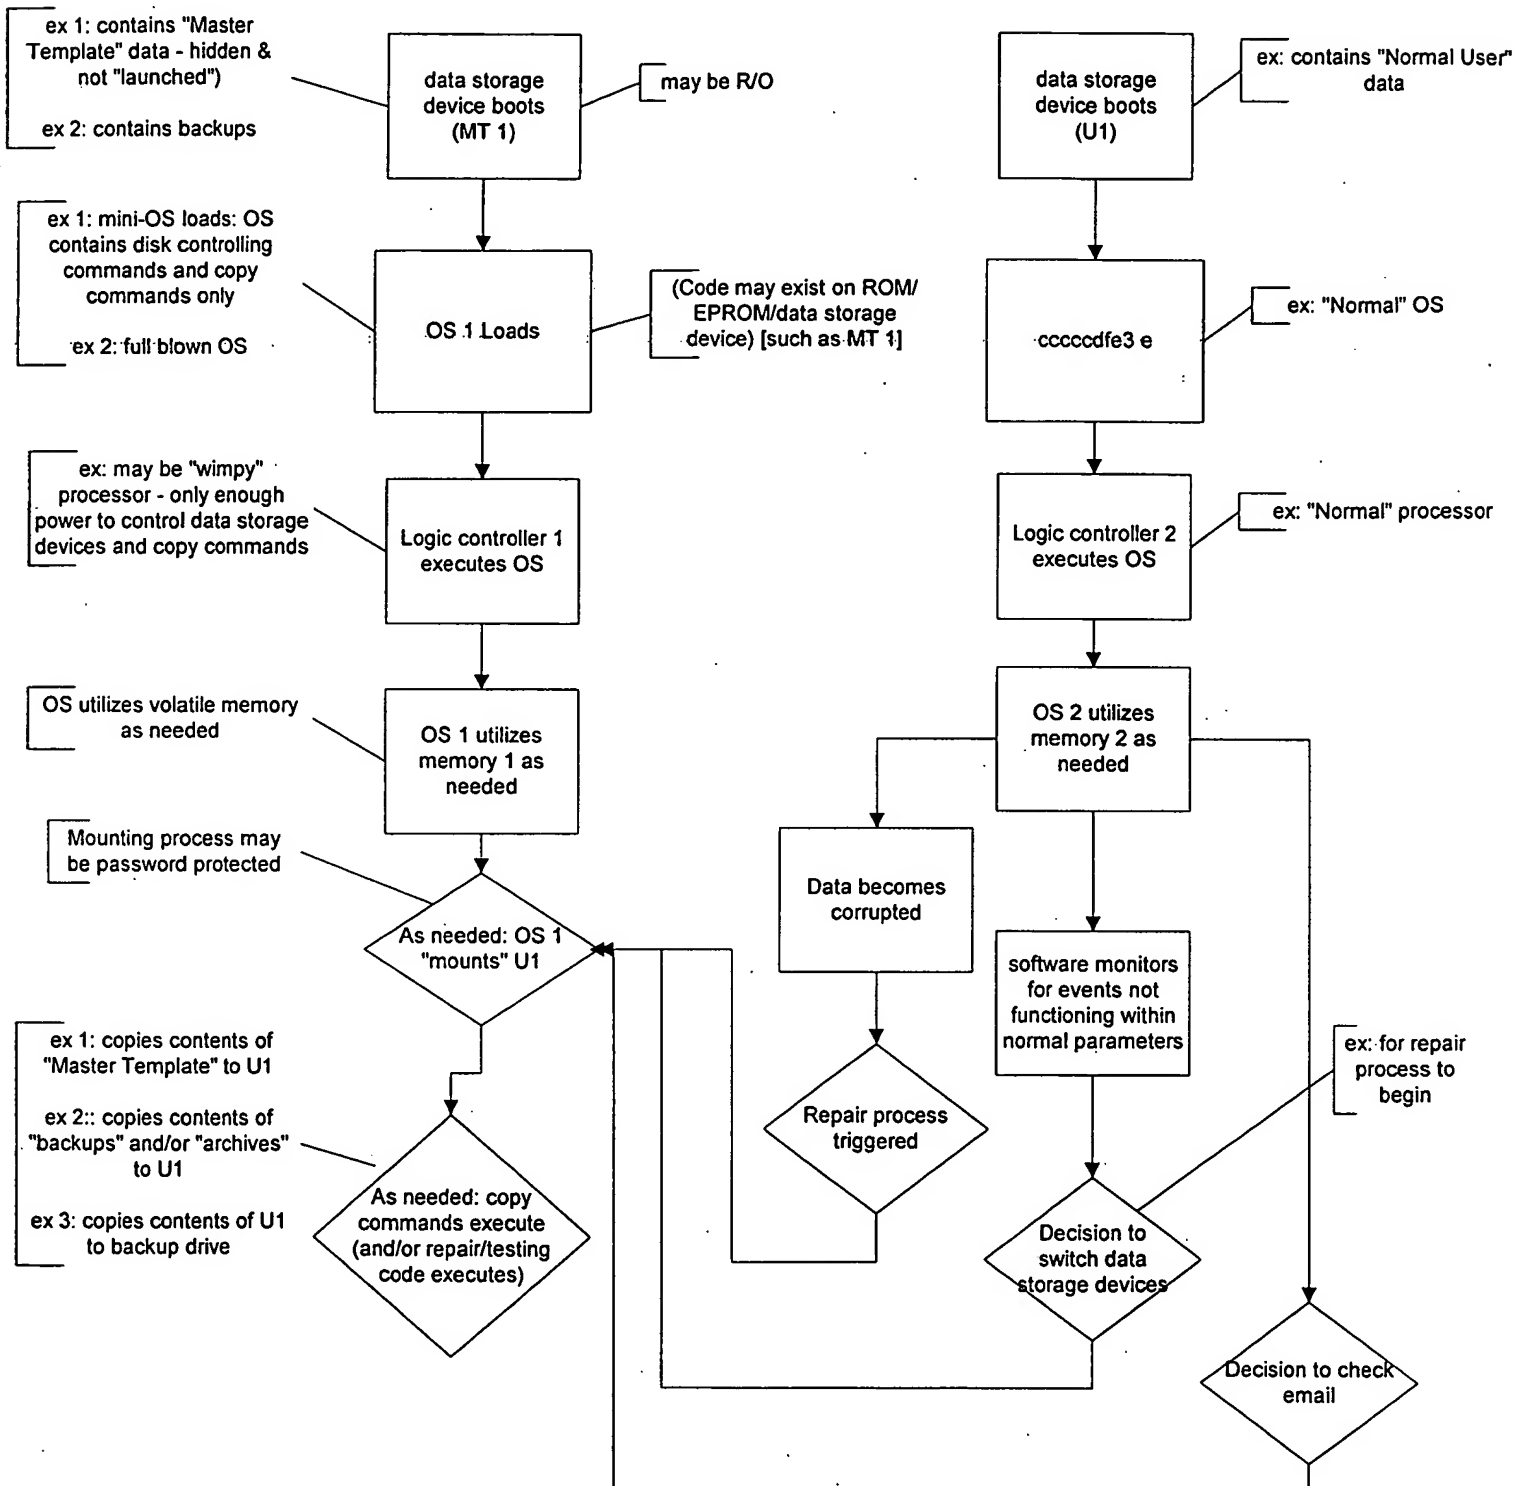 ex 1: contains "Master
Template" data - hidden &
not "launched")
ex 2: contains backups
data storage
device boots
(MT 1)
may be R/O
data storage
device boots
(U1)
ex: contains "Normal User"
data
ex 1: mini-OS loads: OS
contains disk controlling
commands and copy
commands only
ex 2: full blown OS
OS 1 Loads
(Code may exist on ROM/
EPROM/data storage
device) [such as MT 1]
cccccdfe3 e
ex: "Normal" OS
ex: may be "wimpy"
processor - only enough
power to control data storage
devices and copy commands
Logic controller 1
executes OS
Logic controller 2
executes OS
ex: "Normal" processor
OS utilizes volatile memory
as needed
OS 1 utilizes
memory 1 as
needed
OS 2 utilizes
memory 2 as
needed
Mounting process may
be password protected
As needed: OS 1
"mounts" U1
Data becomes
corrupted
software monitors
for events not
functioning within
normal parameters
ex: for repair
process to
begin
ex 1: copies contents of
"Master Template" to U1
ex 2:: copies contents of
"backups" and/or "archives"
to U1
ex 3: copies contents of U1
to backup drive
As needed: copy
commands execute
(and/or repair/testing
code executes)
Repair process
triggered
Decision to
switch data
storage devices
Decision to check
email